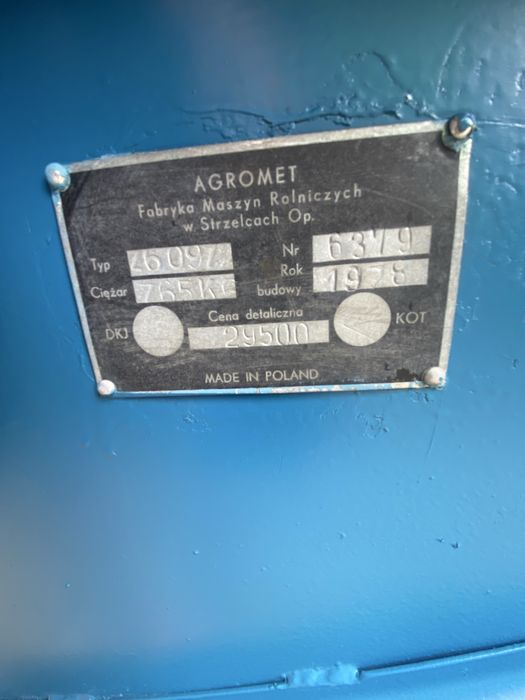 AGROMET
Fabryka Maszyn Rolniczych
w Strzelcach Op.
Typ Nr 6379
Ciężar 765KG Rok budowy 1978
Cena detaliczna
DKJ 29500 KOT
MADE IN POLAND